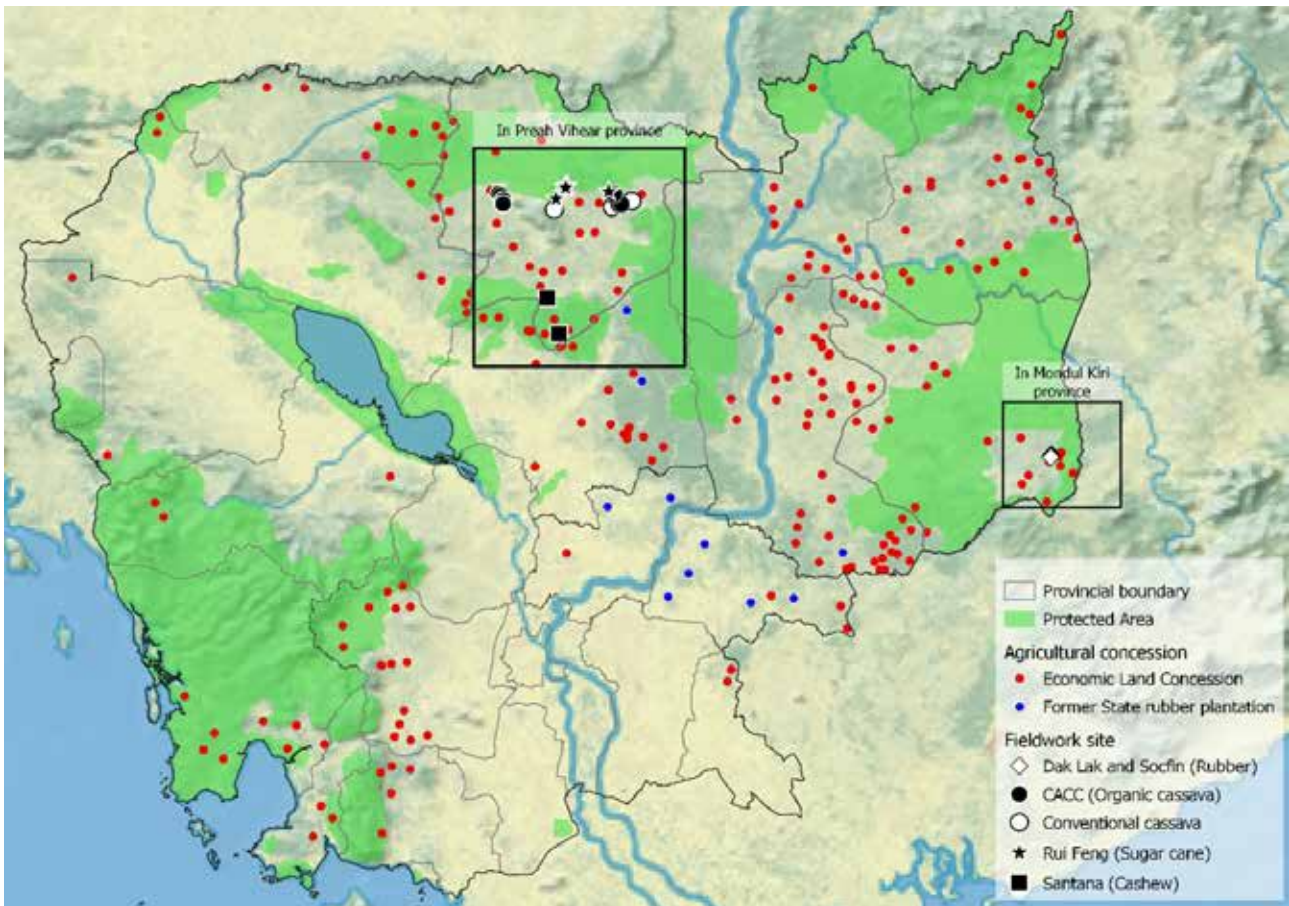 In Preah Vihear province
In Mondul Kiri
province
Provincial boundary
Protected Area
Agricultural concession
Economic Land Concession
Former State rubber plantation
Fieldwork site
Dak Lak and Socfin (Rubber)
CACC (Organic cassava)
Conventional cassava
Rui Feng (Sugar cane)
Santana (Cashew)